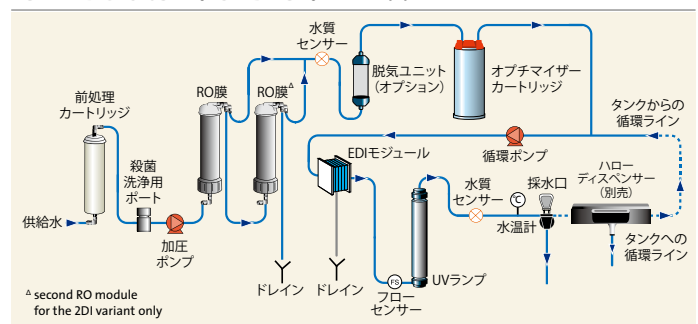 水質
センサー
脱気ユニット
（オプション）
オプチマイザー
カートリッジ
RO膜
RO膜Δ
前処理
カートリッジ
タンクからの
循環ライン
EDIモジュール
循環ポンプ
殺菌
洗浄用
ポート
水質
センサー
℃
採水口
ハロー
ディスペンサー
（別売）
供給水
加圧
ポンプ
水温計
タンクへの
循環ライン
ドレイン
ドレイン
FS
フロー
センサー
UVランプ
Δ second RO module
for the 2DI variant only